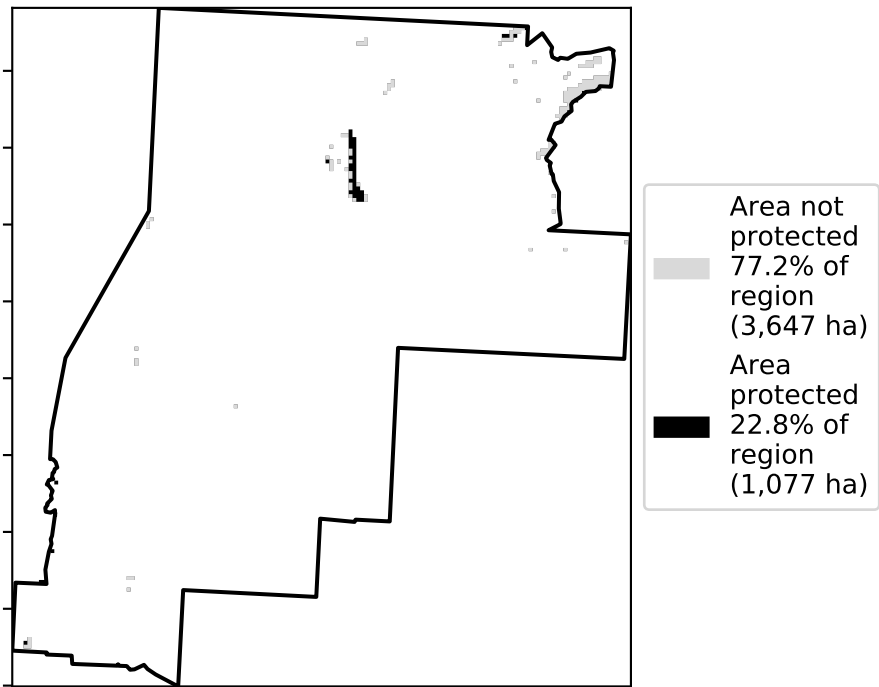 Area not
protected
77.2% of
region
(3,647 ha)
Area
protected
22.8% of
region
(1,077 ha)